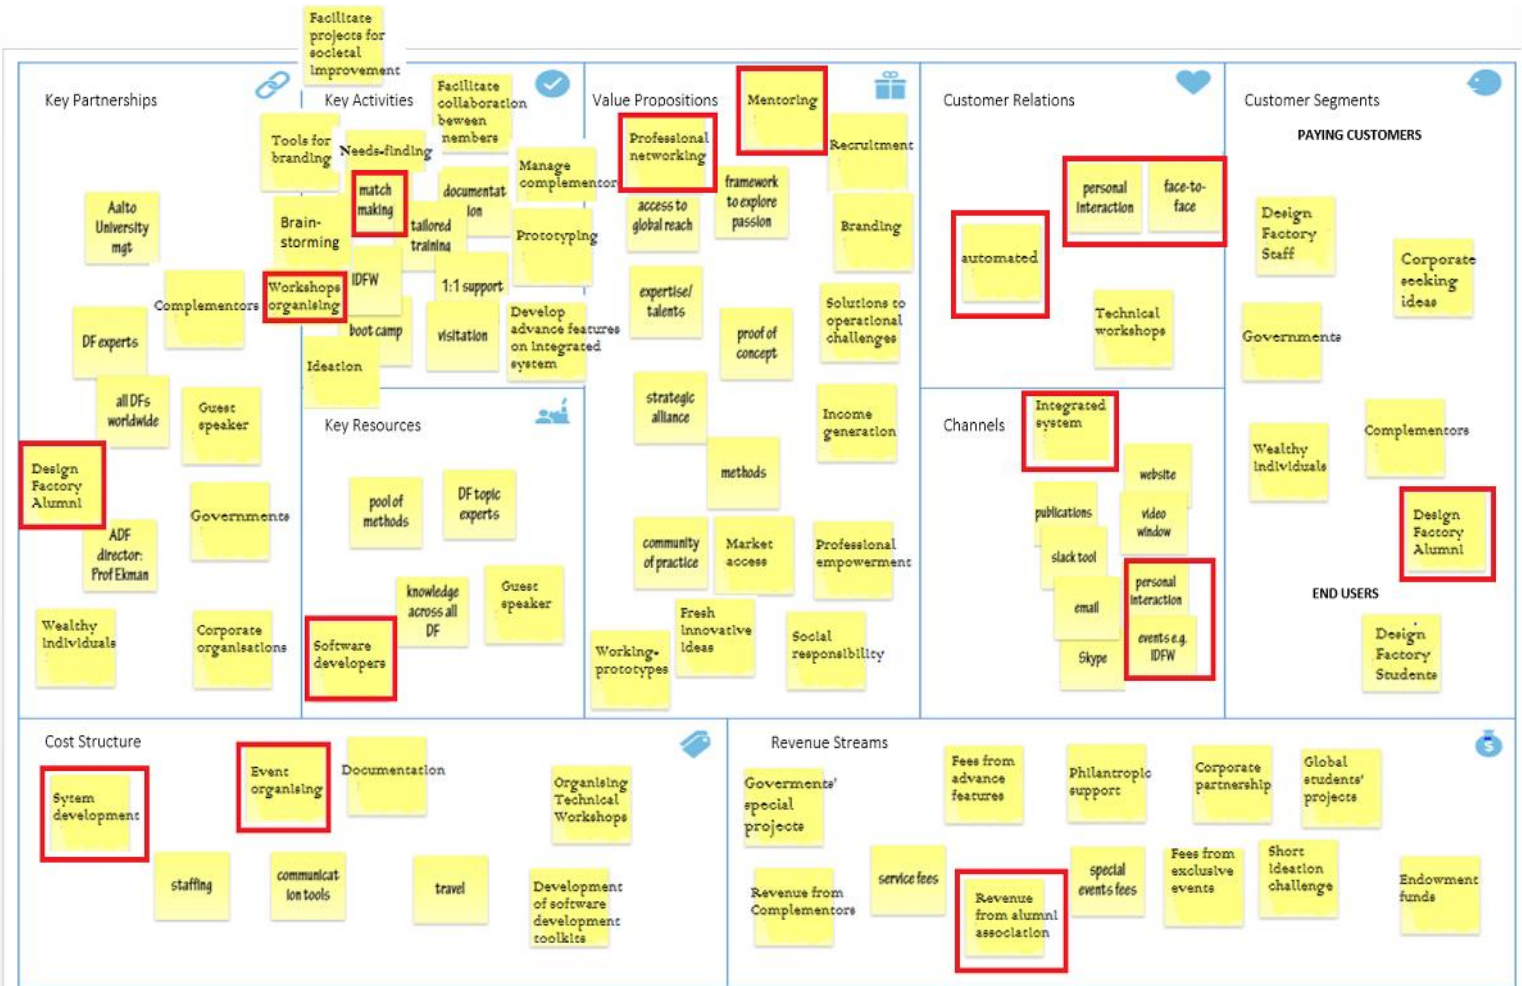 Facilitate
projects for
societal
improvement
Key Partnerships
Tools for
branding
Aalto
University
mgt
Complementors
DF experts
all DFs
worldwide
Guest
speaker
Design
Factory
Alumni
Governments
ADF
director:
Prof Ekman
Wealthy
individuals
Corporate
organisations
Key Activities
Facilitate
collaboration
beween
members
Needs-finding
match
making
documentat
ion
Manage
complementor
Brain-
storming
tailored
training
Prototyping
Workshops
organising
IDFW
1:1 support
boot camp
visitation
Develop
advance features
on integrated
system
Ideation
Key Resources
pool of
methods
DF topic
experts
knowledge
across all
DF
Guest
speaker
Software
developers
Value Propositions
Mentoring
Professional
networking
Recruitment
access to
global reach
framework
to explore
passion
Branding
expertise/
talents
proof of
concept
Solutions to
operational
challenges
strategic
alliance
Income
generation
methods
community
of practice
Market
access
Professional
empowerment
Working-
prototypes
Fresh
innovative
ideas
Social
responsibility
Customer Relations
personal
interaction
face-to-
face
automated
Technical
workshops
Channels
Integrated
system
website
publications
video
window
slack tool
email
personal
interaction
Skype
events e.g.
IDFW
Customer Segments
PAYING CUSTOMERS
Design
Factory
Staff
Corporate
seeking
ideas
Governments
Wealthy
individuals
Complementors
Design
Factory
Alumni
END USERS
Design
Factory
Students
Cost Structure
Sytem
development
Event
organising
Documentation
Organising
Technical
Workshops
staffing
communicat
ion tools
travel
Development
of software
development
toolkits
Revenue Streams
Goverments'
special
projects
Fees from
advance
features
Philantropic
support
Corporate
partnership
Global
students'
projects
Revenue from
Complementors
service fees
Revenue
from alumni
association
special
events fees
Fees from
exclusive
events
Short
ideation
challenge
Endowment
funds
$